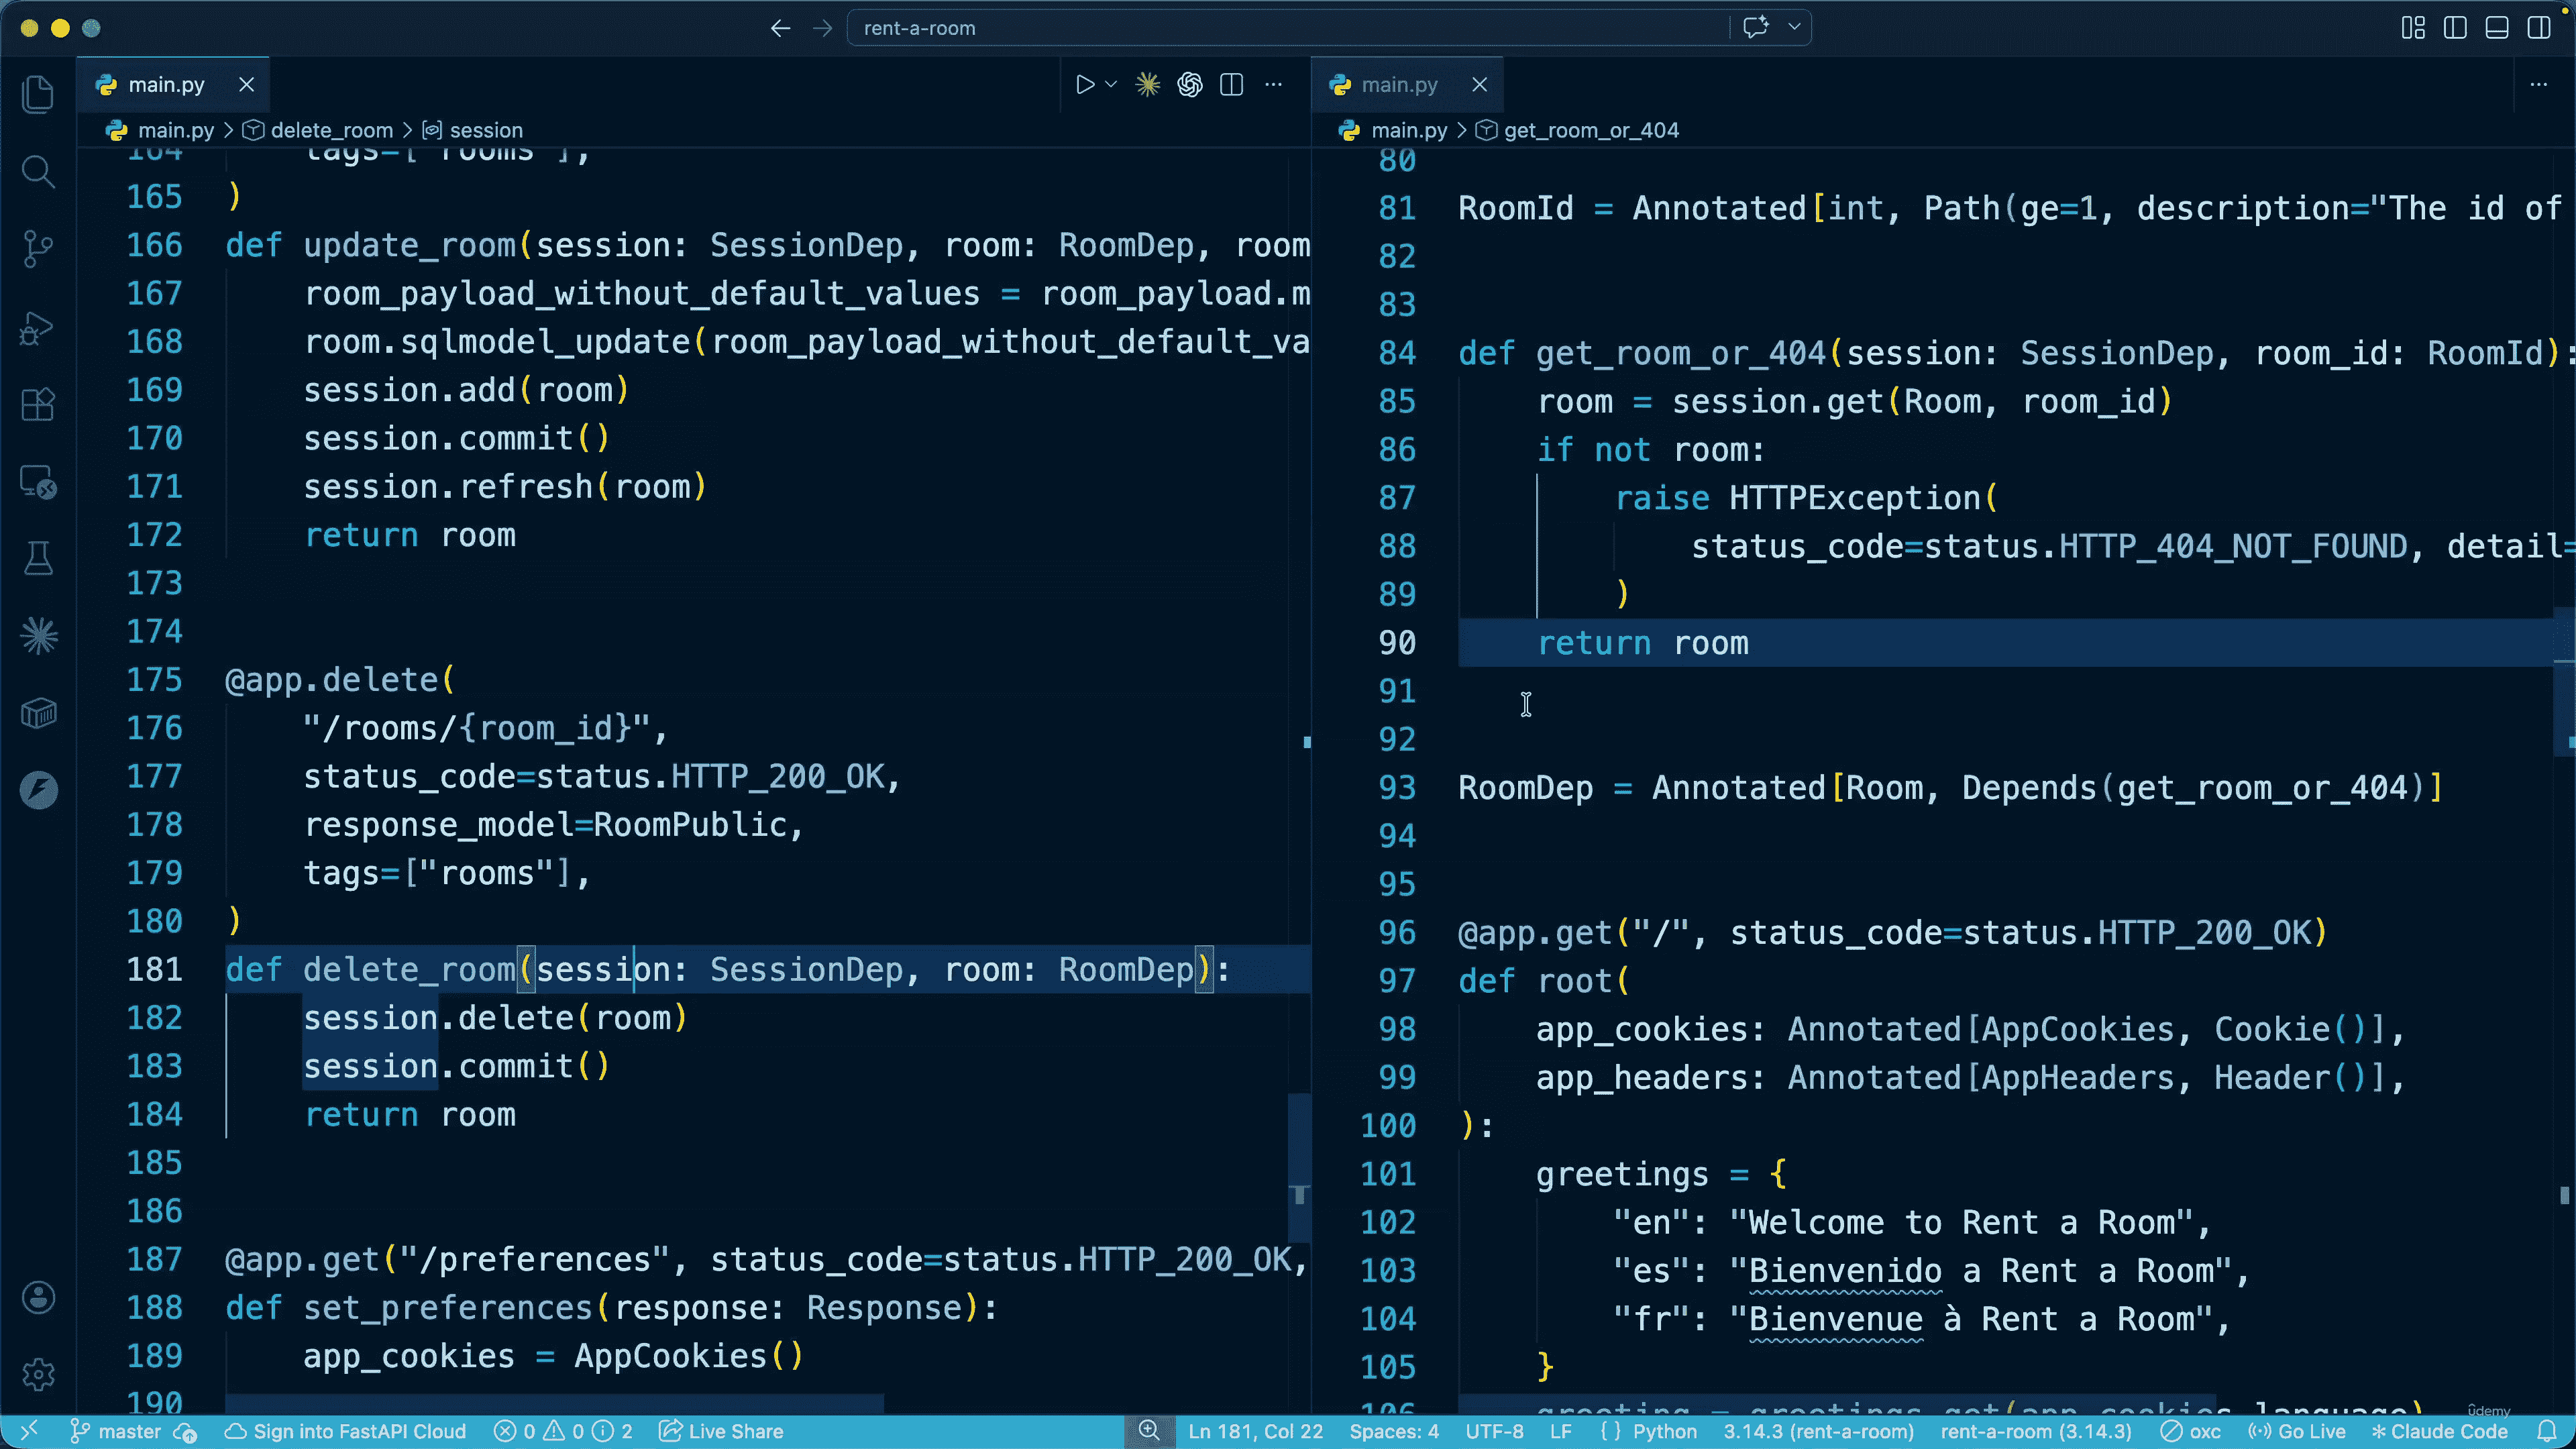 rent-a-room
main.py
main.py > delete_room > session
164 tags=["rooms"],
165 )
166 def update_room(session: SessionDep, room: RoomDep, room
167 room_payload_without_default_values = room_payload.m
168 room.sqlmodel_update(room_payload_without_default_va
169 session.add(room)
170 session.commit()
171 session.refresh(room)
172 return room
173
174
175 @app.delete(
176 "/rooms/{room_id}",
177 status_code=status.HTTP_200_OK,
178 response_model=RoomPublic,
179 tags=["rooms"],
180 )
181 def delete_room(session: SessionDep, room: RoomDep):
182 session.delete(room)
183 session.commit()
184 return room
185
186
187 @app.get("/preferences", status_code=status.HTTP_200_OK,
188 def set_preferences(response: Response):
189 app_cookies = AppCookies()
190
main.py
main.py > get_room_or_404
80
81 RoomId = Annotated[int, Path(ge=1, description="The id of
82
83
84 def get_room_or_404(session: SessionDep, room_id: RoomId):
85 room = session.get(Room, room_id)
86 if not room:
87 raise HTTPException(
88 status_code=status.HTTP_404_NOT_FOUND, detail=
89 )
90 return room
91
92
93 RoomDep = Annotated[Room, Depends(get_room_or_404)]
94
95
96 @app.get("/", status_code=status.HTTP_200_OK)
97 def root(
98 app_cookies: Annotated[AppCookies, Cookie()],
99 app_headers: Annotated[AppHeaders, Header()],
100 ):
101 greetings = {
102 "en": "Welcome to Rent a Room",
103 "es": "Bienvenido a Rent a Room",
104 "fr": "Bienvenue à Rent a Room",
105 }
106 greeting = greetings.get(app_cookies.language)
ûdemy
master Sign into FastAPI Cloud 0 0 2 Live Share Ln 181, Col 22 Spaces: 4 UTF-8 LF { } Python 3.14.3 (rent-a-room) rent-a-room (3.14.3) oxc Go Live Claude Code